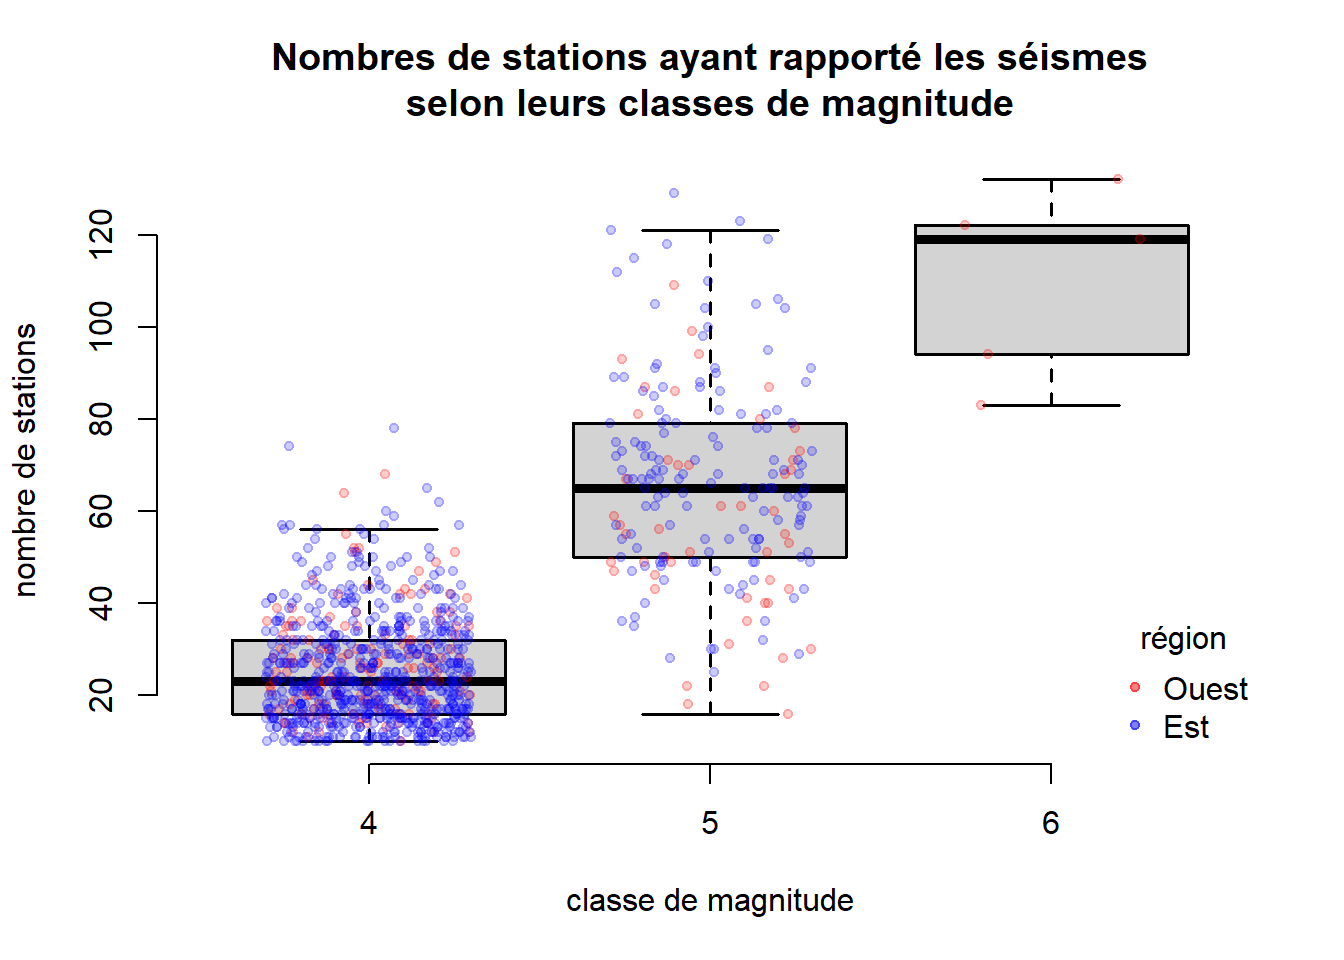 Nombres de stations ayant rapporté les séismes
selon leurs classes de magnitude
nombre de stations
120
100
80
60
40
20
4
5
6
classe de magnitude
région
Ouest
Est